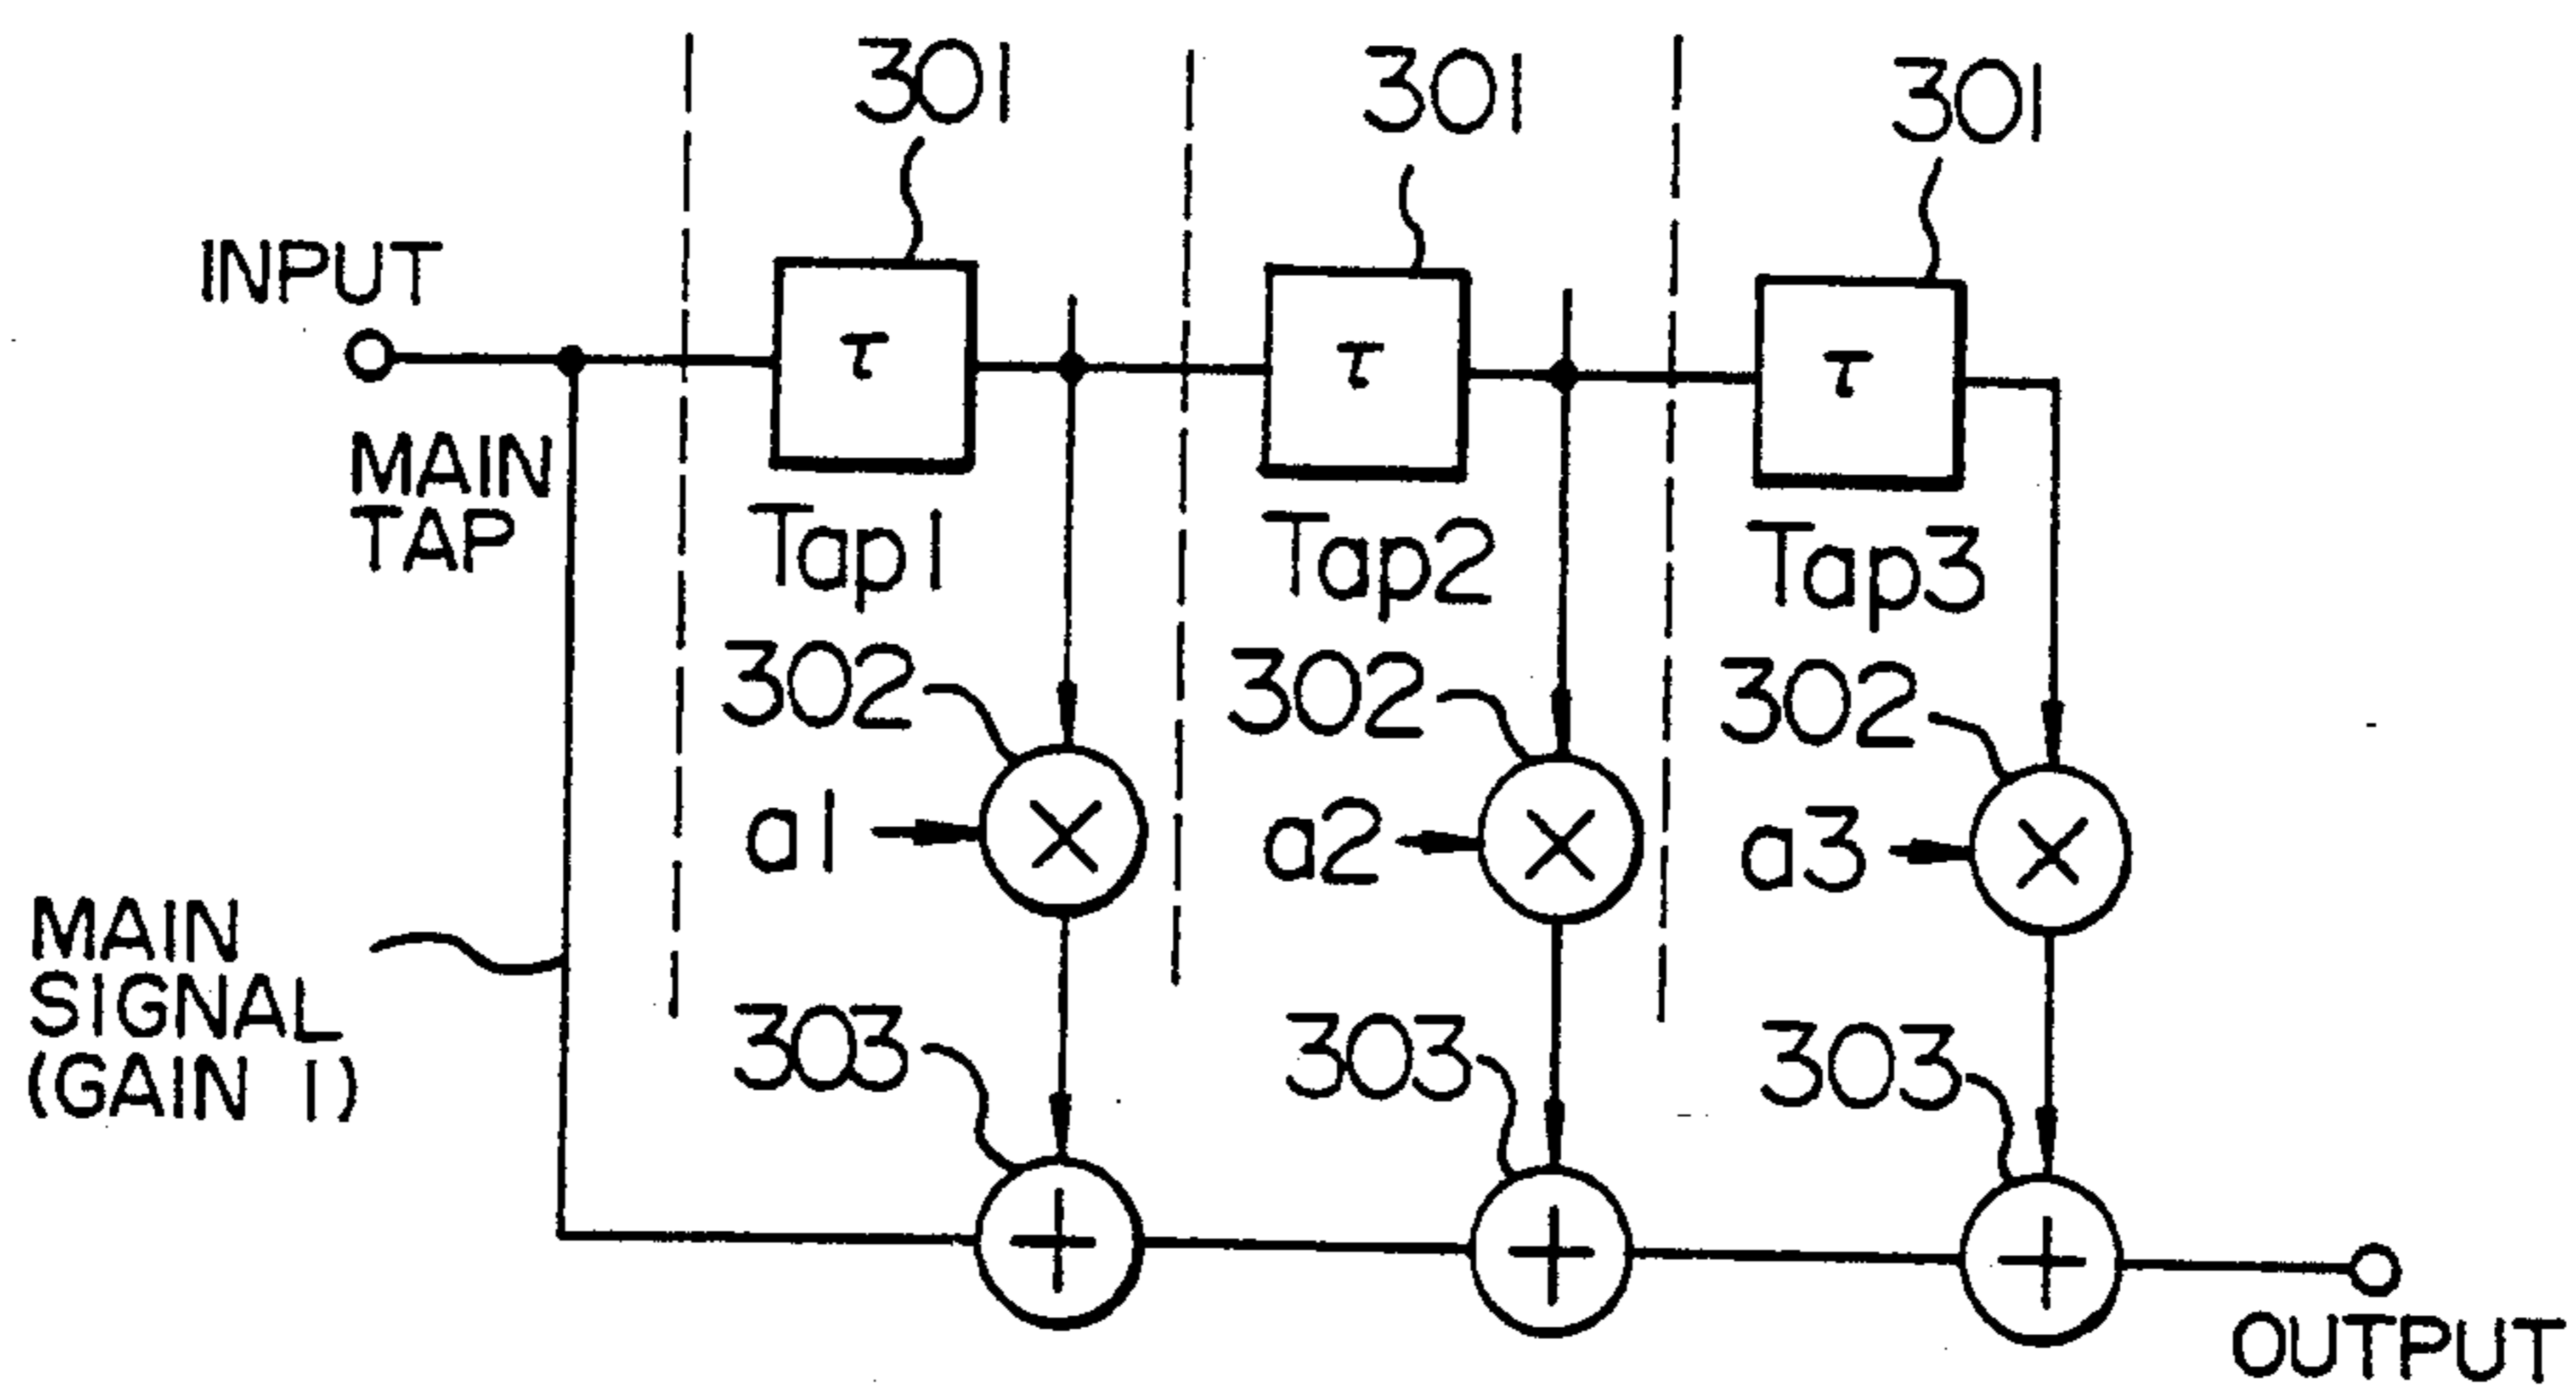 301
301
301
INPUT
τ
τ
τ
MAIN
TAP
Tap1
Tap2
Tap3
302
302
302
a1
×
a2
×
a3
×
MAIN
SIGNAL
(GAIN 1)
303
303
303
+
+
+
OUTPUT